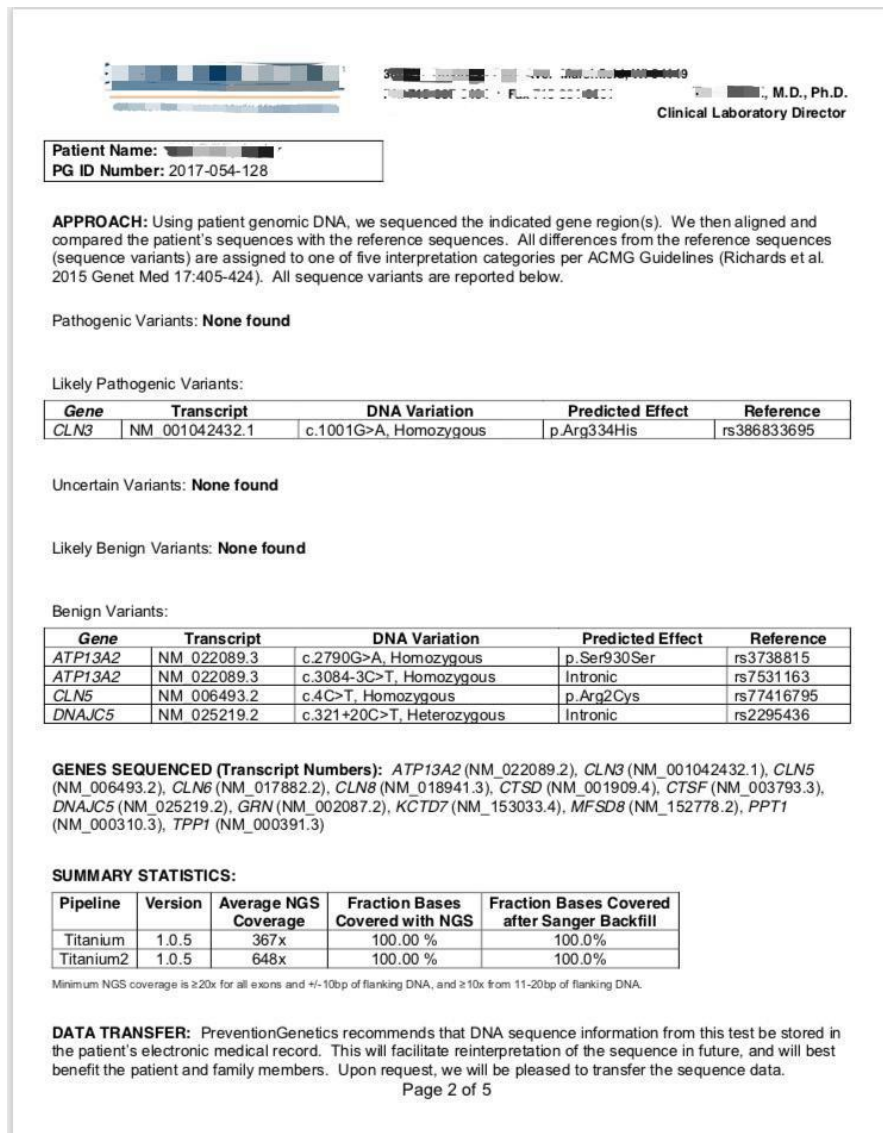 , M.D., Ph.D.
Clinical Laboratory Director
Patient Name:
PG ID Number: 2017-054-128
APPROACH: Using patient genomic DNA, we sequenced the indicated gene region(s). We then aligned and
compared the patient's sequences with the reference sequences. All differences from the reference sequences
(sequence variants) are assigned to one of five interpretation categories per ACMG Guidelines (Richards et al.
2015 Genet Med 17:405-424). All sequence variants are reported below.
Pathogenic Variants: None found
Likely Pathogenic Variants:
Gene Transcript DNA Variation Predicted Effect Reference
CLN3 NM_001042432.1 c.1001G>A, Homozygous p.Arg334His rs386833695
Uncertain Variants: None found
Likely Benign Variants: None found
Benign Variants:
Gene Transcript DNA Variation Predicted Effect Reference
ATP13A2 NM_022089.3 c.2790G>A, Homozygous p.Ser930Ser rs3738815
ATP13A2 NM_022089.3 c.3084-3C>T, Homozygous Intronic rs7531163
CLN5 NM_006493.2 c.4C>T, Homozygous p.Arg2Cys rs77416795
DNAJC5 NM_025219.2 c.321+20C>T, Heterozygous Intronic rs2295436
GENES SEQUENCED (Transcript Numbers): ATP13A2 (NM_022089.2), CLN3 (NM_001042432.1), CLN5
(NM_006493.2), CLN6 (NM_017882.2), CLN8 (NM_018941.3), CTSD (NM_001909.4), CTSF (NM_003793.3),
DNAJC5 (NM_025219.2), GRN (NM_002087.2), KCTD7 (NM_153033.4), MFSD8 (NM_152778.2), PPT1
(NM_000310.3), TPP1 (NM_000391.3)
SUMMARY STATISTICS:
Pipeline Version Average NGS Coverage Fraction Bases Covered with NGS Fraction Bases Covered after Sanger Backfill
Titanium 1.0.5 367x 100.00 % 100.0%
Titanium2 1.0.5 648x 100.00 % 100.0%
Minimum NGS coverage is ≥20x for all exons and +/-10bp of flanking DNA, and ≥10x from 11-20bp of flanking DNA.
DATA TRANSFER: PreventionGenetics recommends that DNA sequence information from this test be stored in
the patient's electronic medical record. This will facilitate reinterpretation of the sequence in future, and will best
benefit the patient and family members. Upon request, we will be pleased to transfer the sequence data.
Page 2 of 5